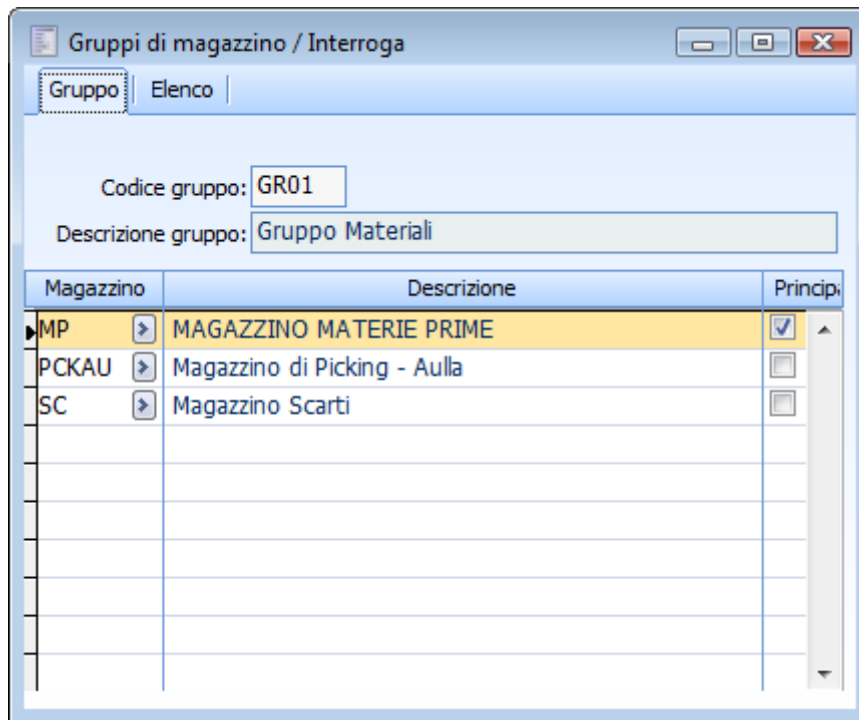 Gruppi di magazzino / Interroga
Gruppo Elenco
Codice gruppo: GR01
Descrizione gruppo: Gruppo Materiali
Magazzino Descrizione Princip
MP MAGAZZINO MATERIE PRIME
PCKAU Magazzino di Picking - Aulla
SC Magazzino Scarti